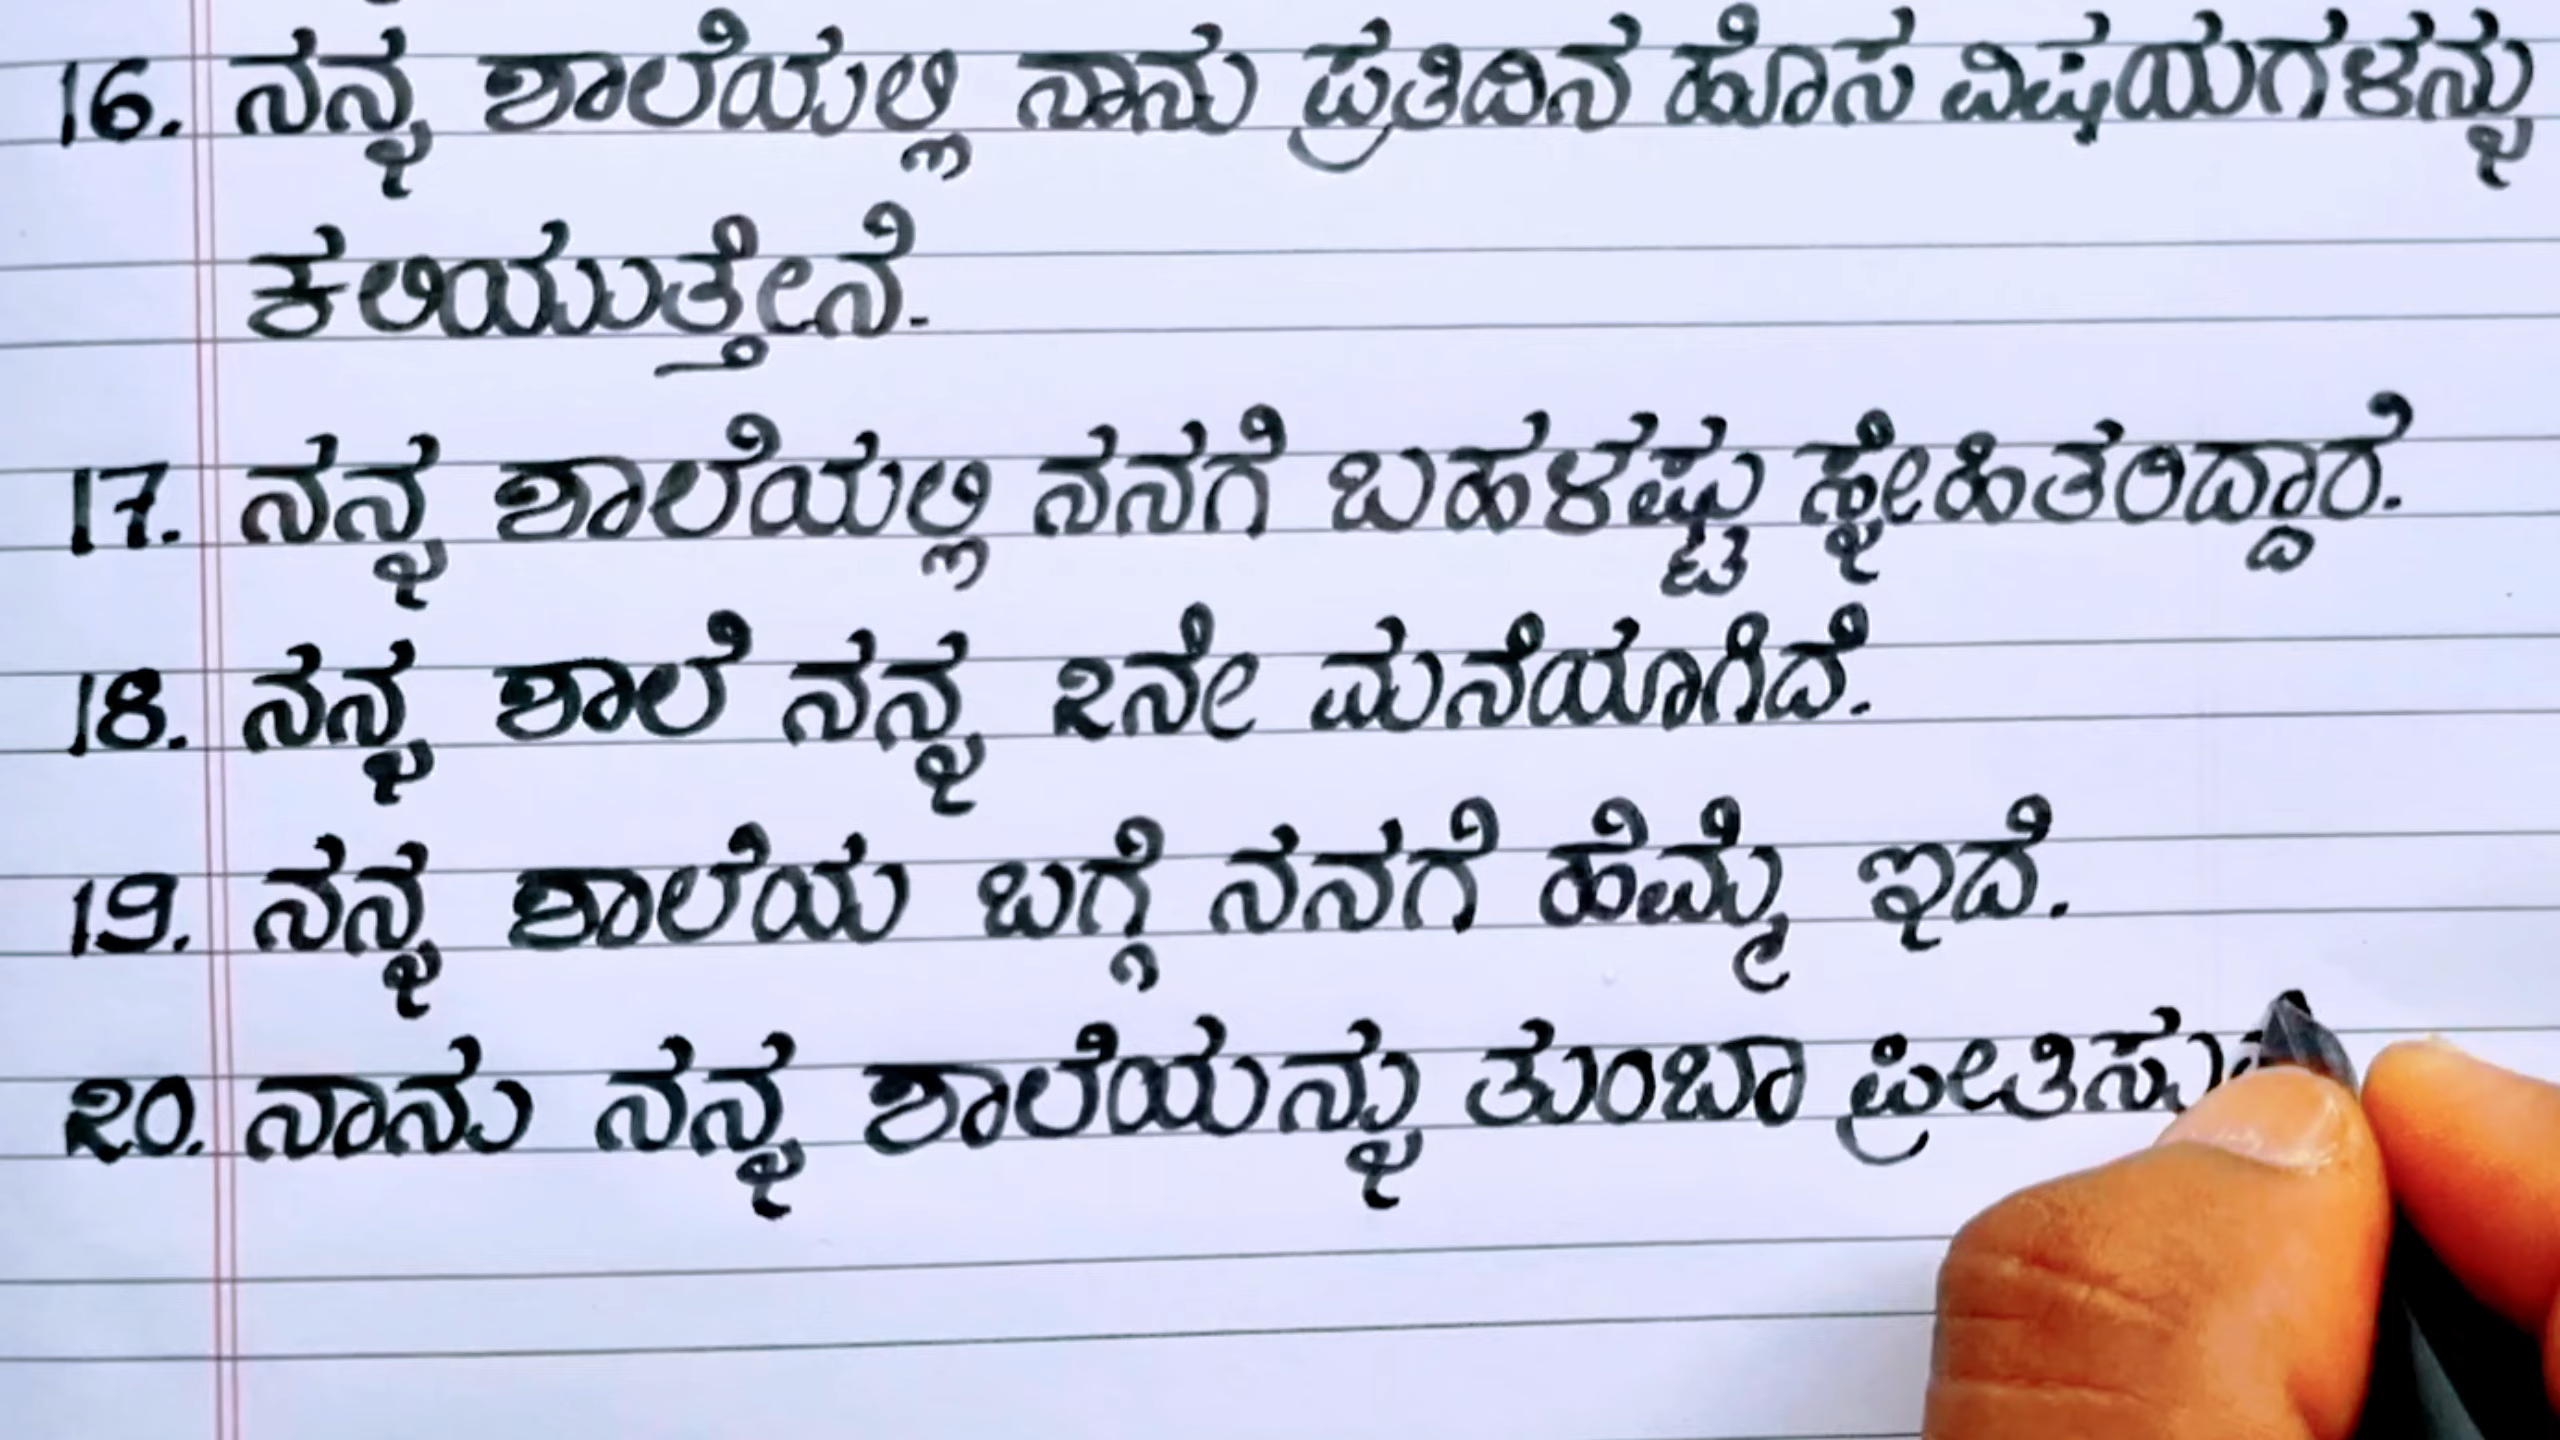 16. ನನ್ನ ಶಾಲೆಯಲ್ಲಿ ನಾನು ಪ್ರತಿದಿನ ಹೊಸ ವಿಷಯಗಳನ್ನು
ಕಲಿಯುತ್ತೇನೆ.
17. ನನ್ನ ಶಾಲೆಯಲ್ಲಿ ನನಗೆ ಬಹಳಷ್ಟು ಸ್ನೇಹಿತರಿದ್ದಾರೆ.
18. ನನ್ನ ಶಾಲೆ ನನ್ನ ೨ನೇ ಮನೆಯಾಗಿದೆ.
19. ನನ್ನ ಶಾಲೆಯ ಬಗ್ಗೆ ನನಗೆ ಹೆಮ್ಮೆ ಇದೆ.
೨೦. ನಾನು ನನ್ನ ಶಾಲೆಯನ್ನು ತುಂಬಾ